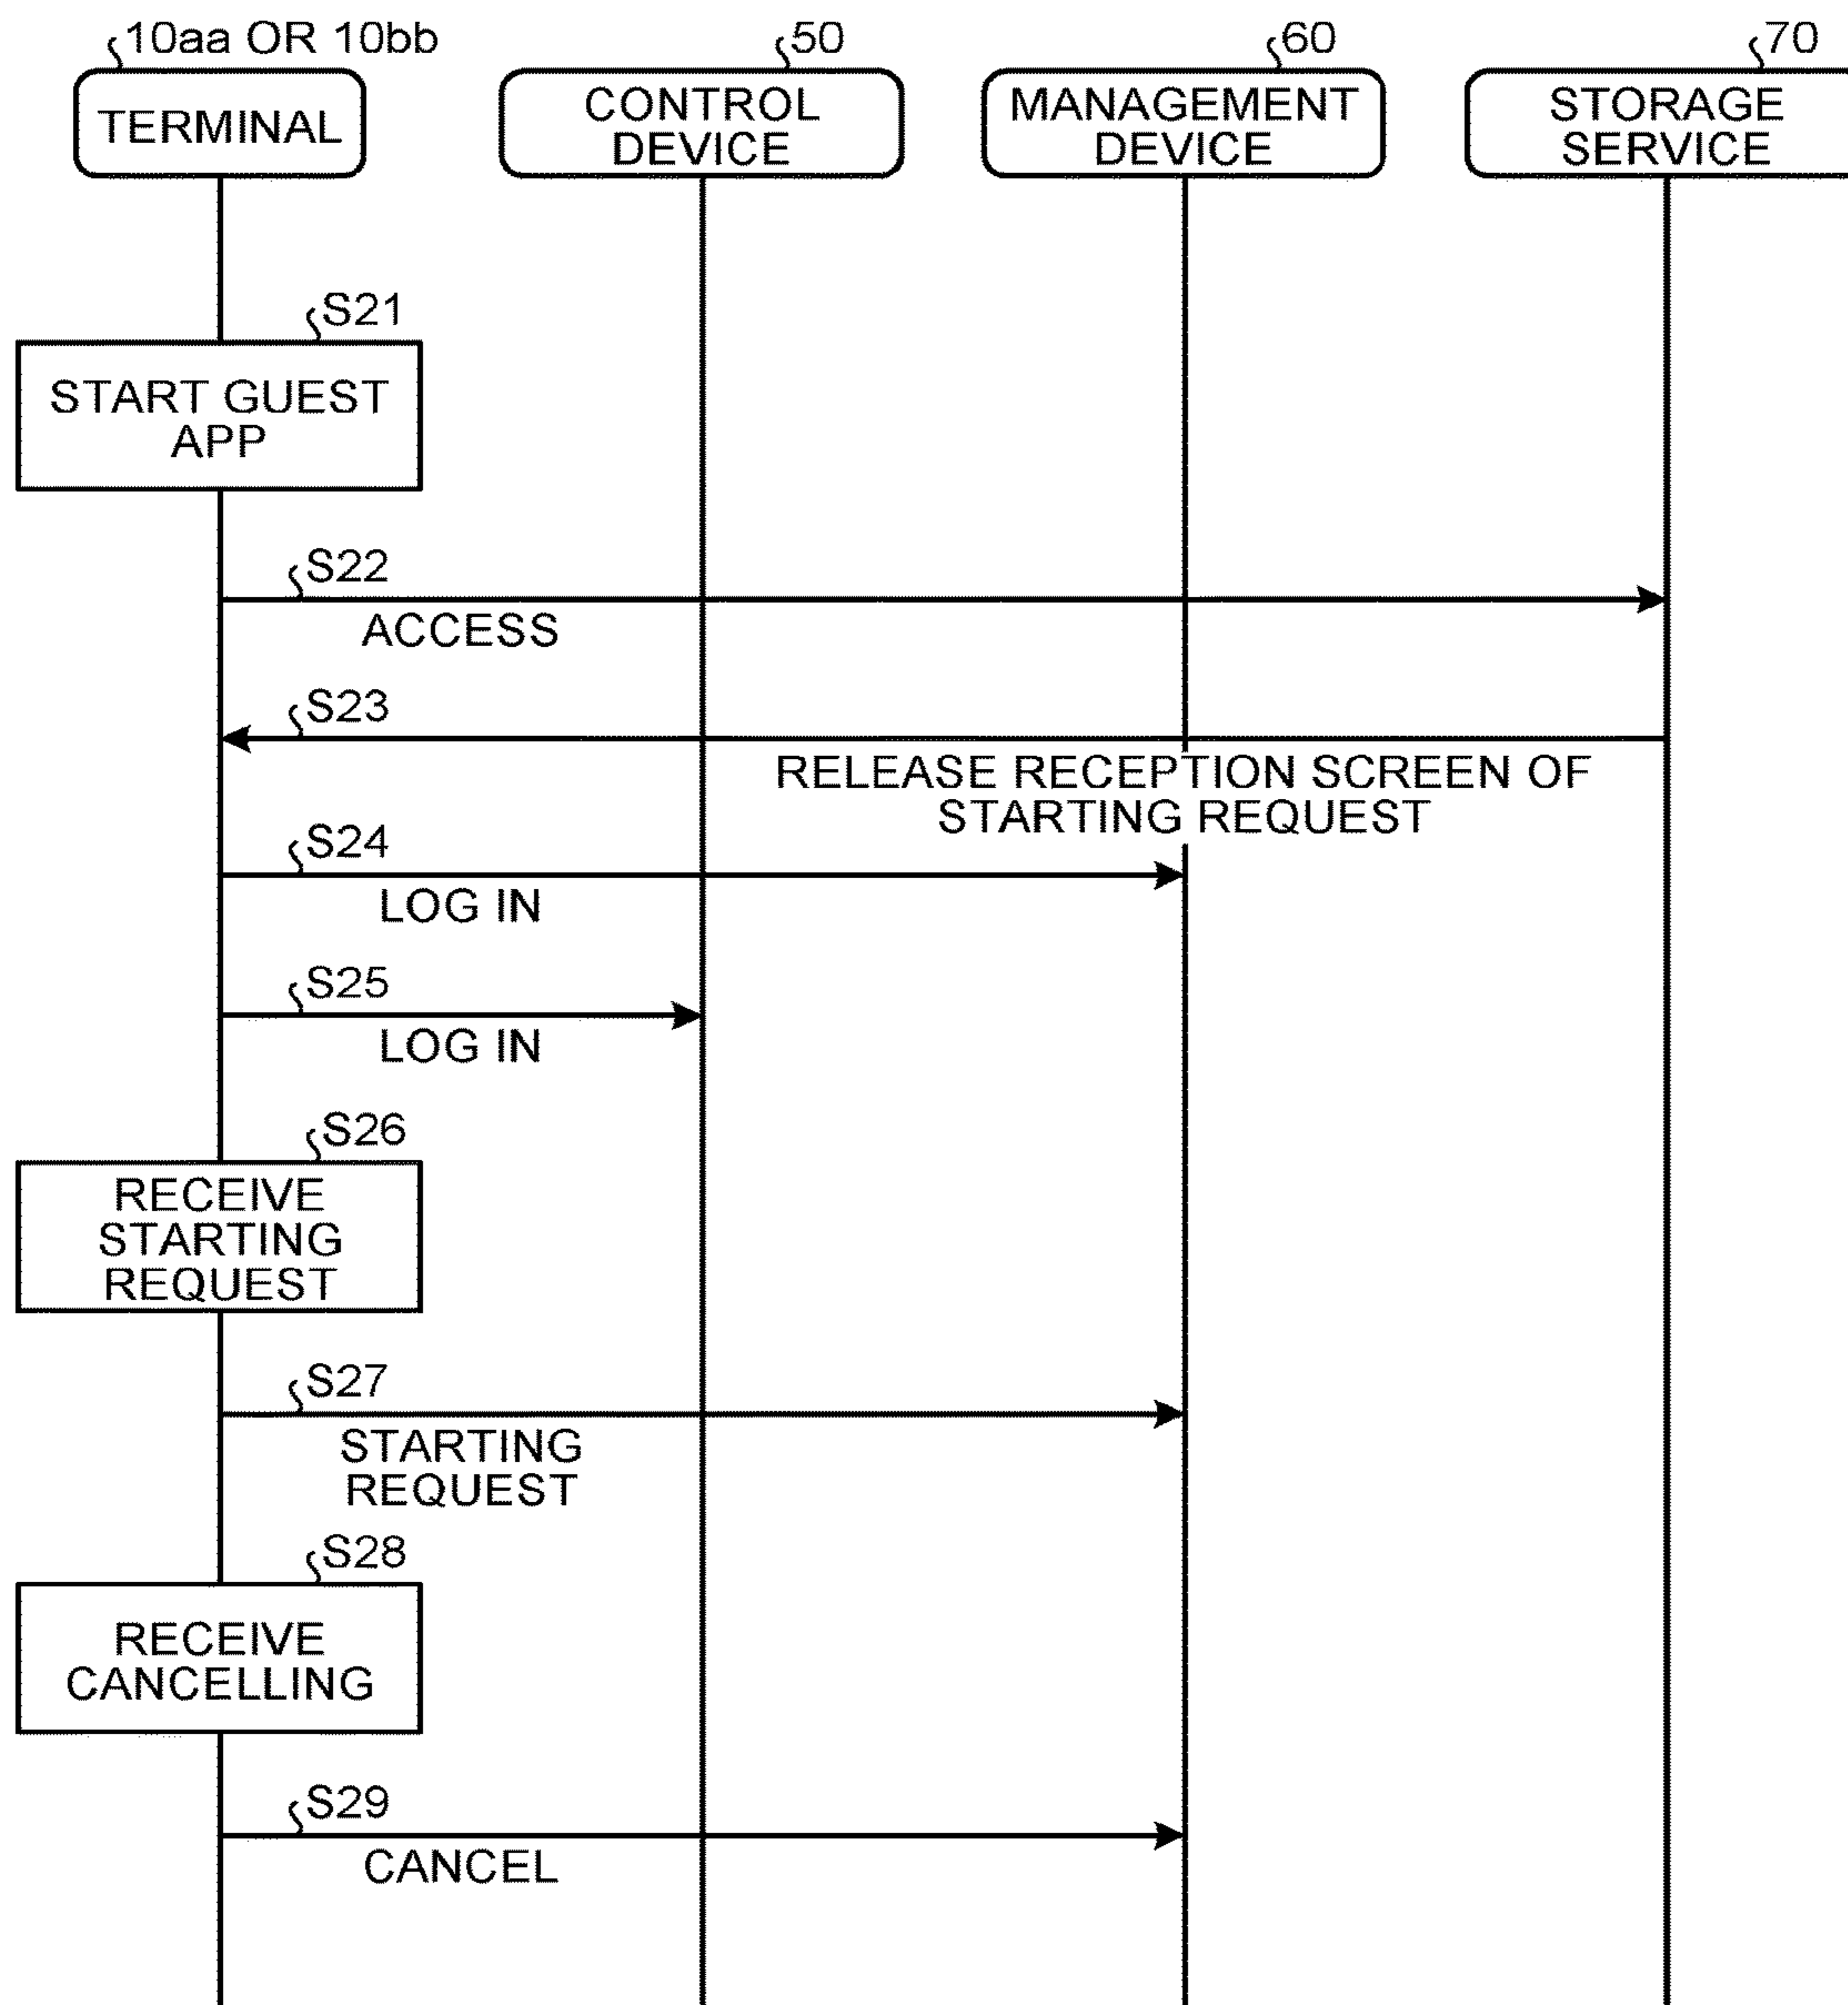 10aa OR 10bb
50
60
70
TERMINAL
CONTROL
DEVICE
MANAGEMENT
DEVICE
STORAGE
SERVICE
S21
START GUEST
APP
S22
ACCESS
S23
RELEASE RECEPTION SCREEN OF
STARTING REQUEST
S24
LOG IN
S25
LOG IN
S26
RECEIVE
STARTING
REQUEST
S27
STARTING
REQUEST
S28
RECEIVE
CANCELLING
S29
CANCEL